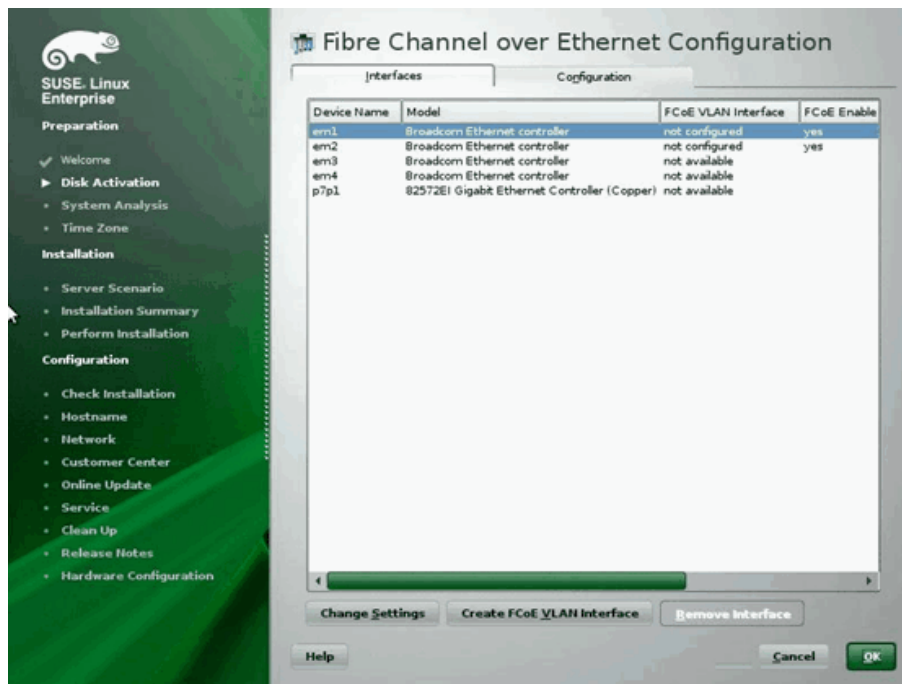 SUSE. Linux
Enterprise
Preparation
Welcome
Disk Activation
System Analysis
Time Zone
Installation
Server Scenario
Installation Summary
Perform Installation
Configuration
Check Installation
Hostname
Network
Customer Center
Online Update
Service
Clean Up
Release Notes
Hardware Configuration
Fibre Channel over Ethernet Configuration
Interfaces Configuration
Device Name Model FCoE VLAN Interface FCoE Enable
em1 Broadcom Ethernet controller not configured yes
em2 Broadcom Ethernet controller not configured yes
em3 Broadcom Ethernet controller not available
em4 Broadcom Ethernet controller not available
p7p1 82572EI Gigabit Ethernet Controller (Copper) not available
Change Settings Create FCoE VLAN Interface Remove Interface
Help Cancel OK